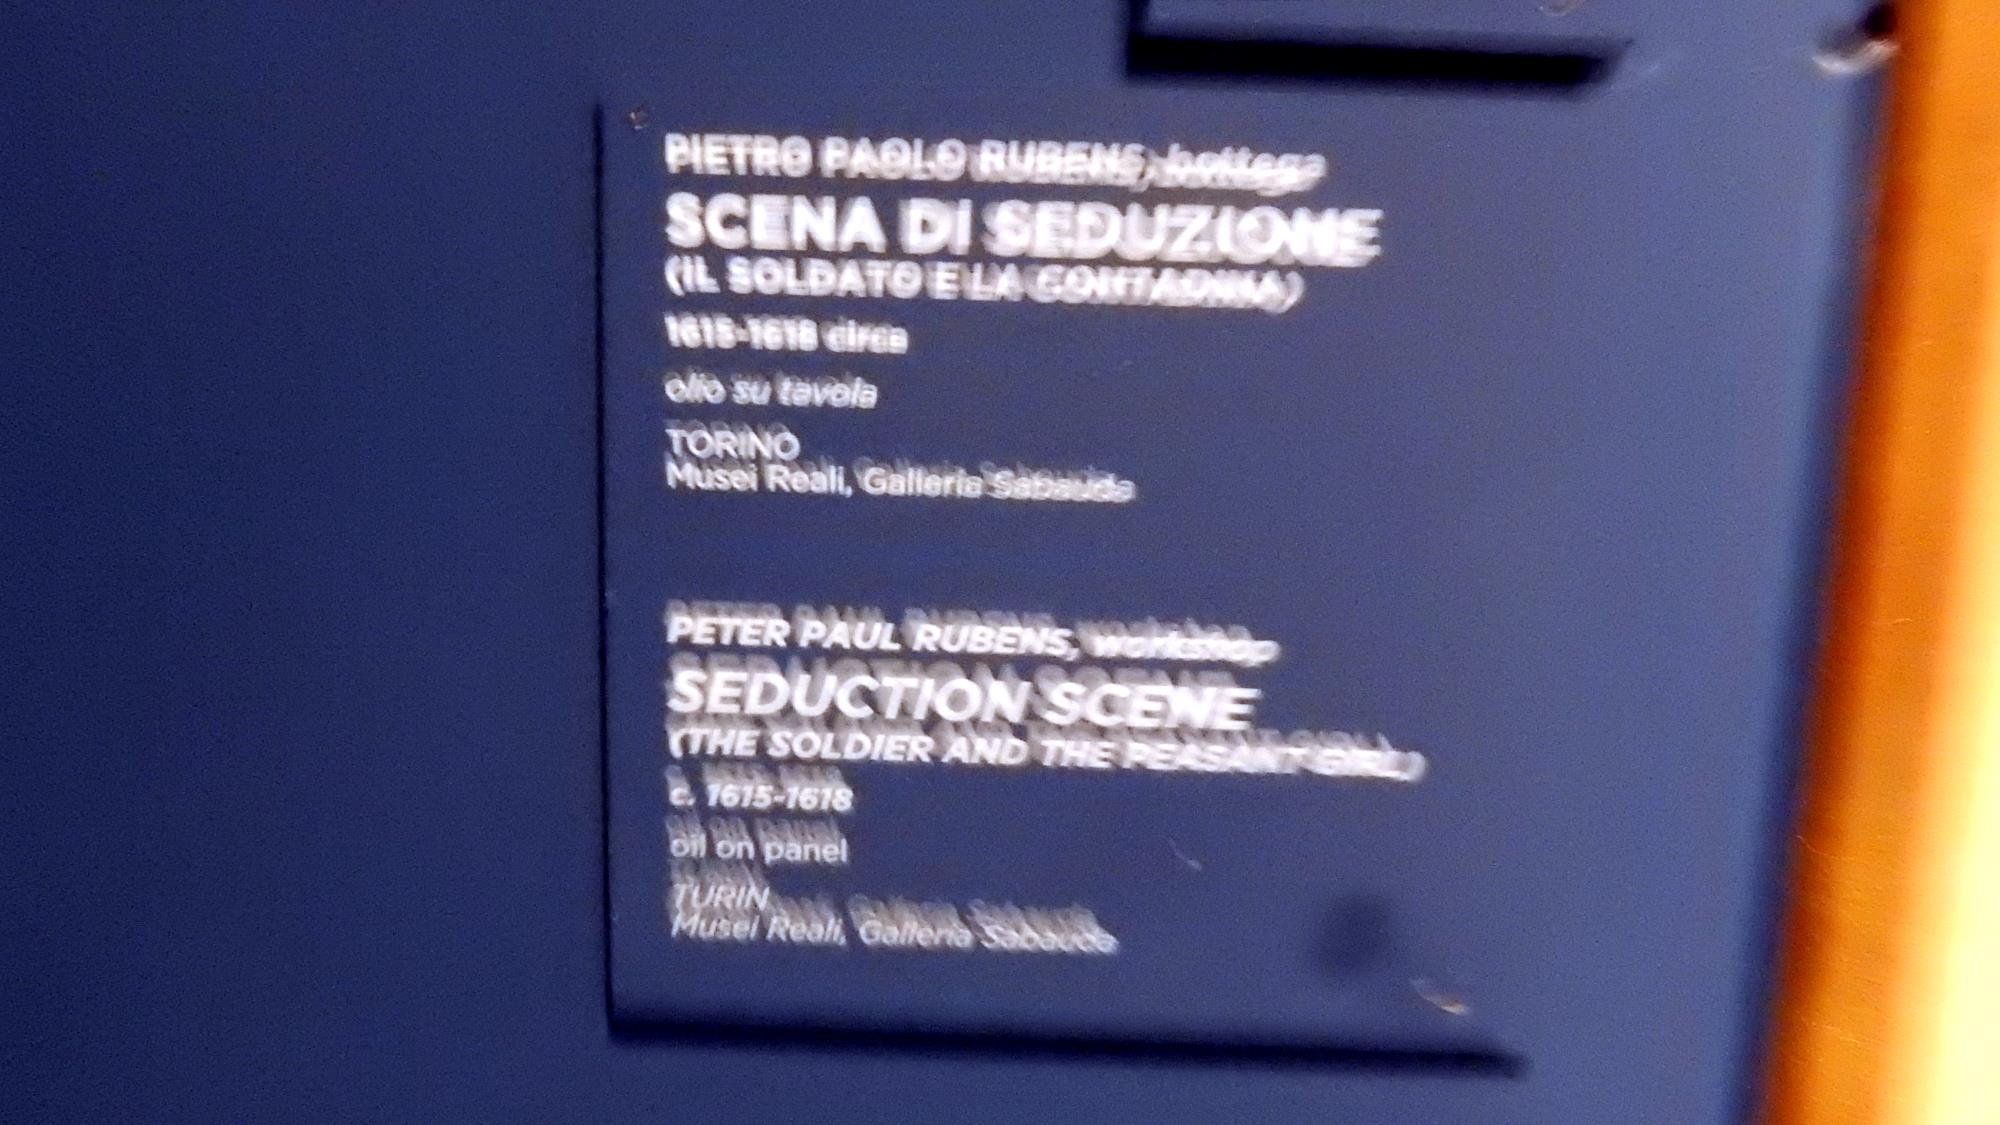 PIETRO PAOLO RUBENS, bottega
SCENA DI SEDUZIONE
(IL SOLDATO E LA CONTADINA)
1615-1618 circa
olio su tavola
TORINO
Musei Reali, Galleria Sabauda
PETER PAUL RUBENS, workshop
SEDUCTION SCENE
(THE SOLDIER AND THE PEASANT GIRL)
c. 1615-1618
oil on panel
TURIN
Musei Reali, Galleria Sabauda